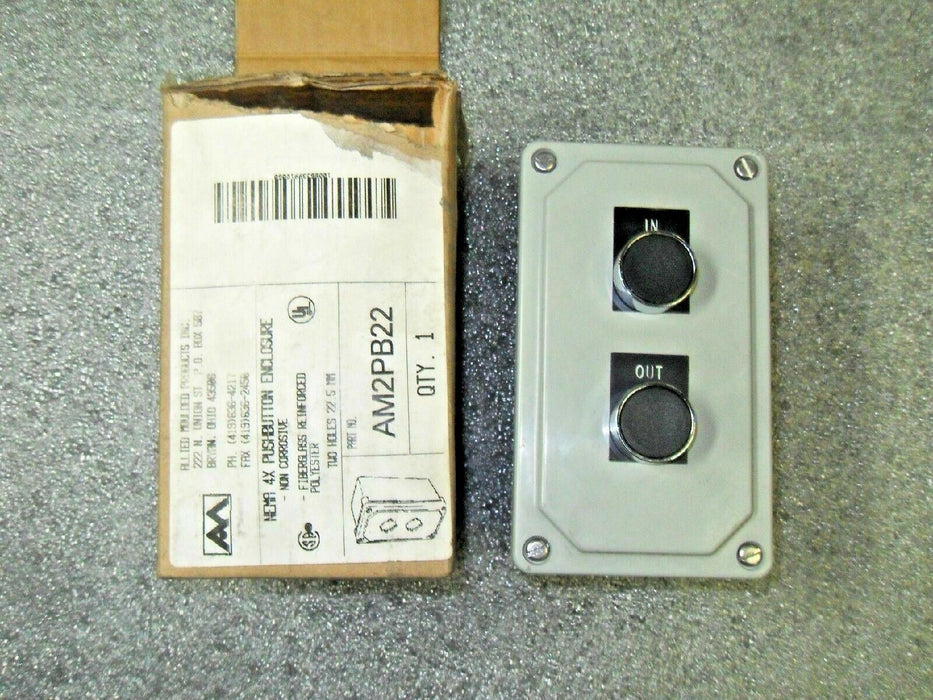 ALLIED MOULDED PRODUCTS INC.
222 N. UNION ST. P.O. BOX
BRYAN, OHIO 43506
PH. (419)636-4217
FAX (419)636-2450
NEMA 4X PUSHBUTTON ENCLOSURE
- NON CORROSIVE
- FIBERGLASS REINFORCED
POLYESTER
TWO HOLES 22.5 MM
UL
PART NO.
AM2PB22
QTY. 1
IN
OUT